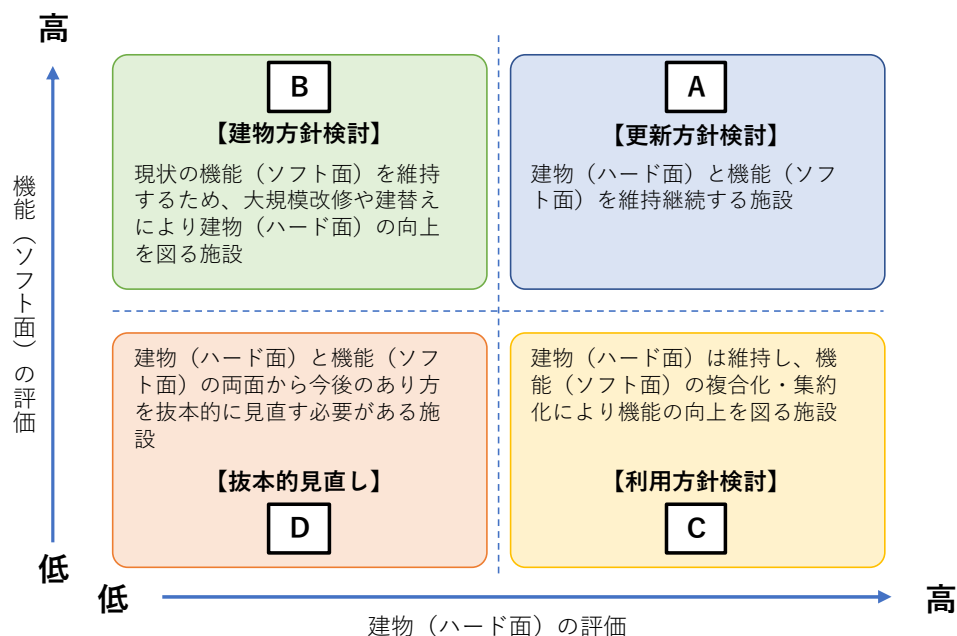 高
B
【建物方針検討】
現状の機能（ソフト面）を維持
するため、大規模改修や建替え
により建物（ハード面）の向上
を図る施設
A
【更新方針検討】
建物（ハード面）と機能（ソフ
ト面）を維持継続する施設
機能（ソフト面）の評価
建物（ハード面）と機能（ソフ
ト面）の両面から今後のあり方
を抜本的に見直す必要がある施
設
【抜本的見直し】
D
建物（ハード面）は維持し、機
能（ソフト面）の複合化・集約
化により機能の向上を図る施設
【利用方針検討】
C
低
低
高
建物（ハード面）の評価